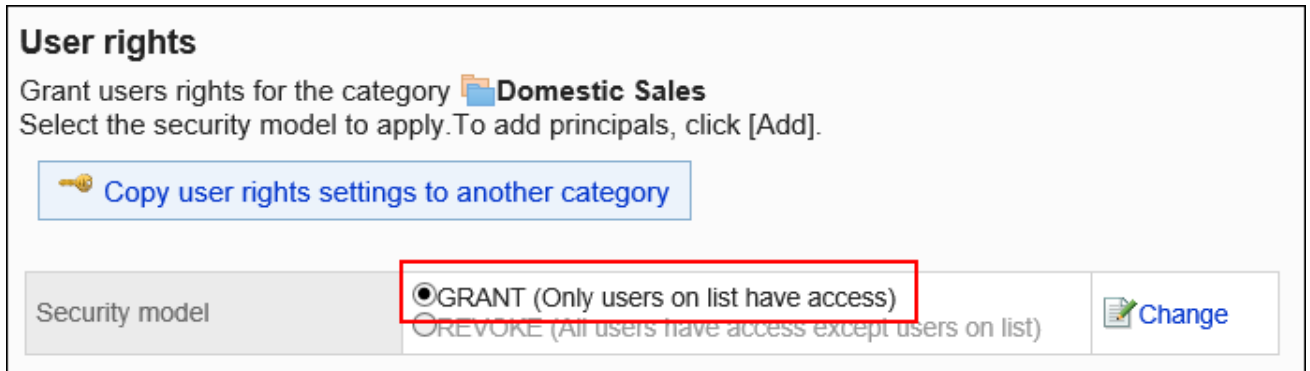 User rights
Grant users rights for the category Domestic Sales
Select the security model to apply.To add principals, click [Add].
Copy user rights settings to another category
Security model
GRANT (Only users on list have access)
REVOKE (All users have access except users on list)
Change